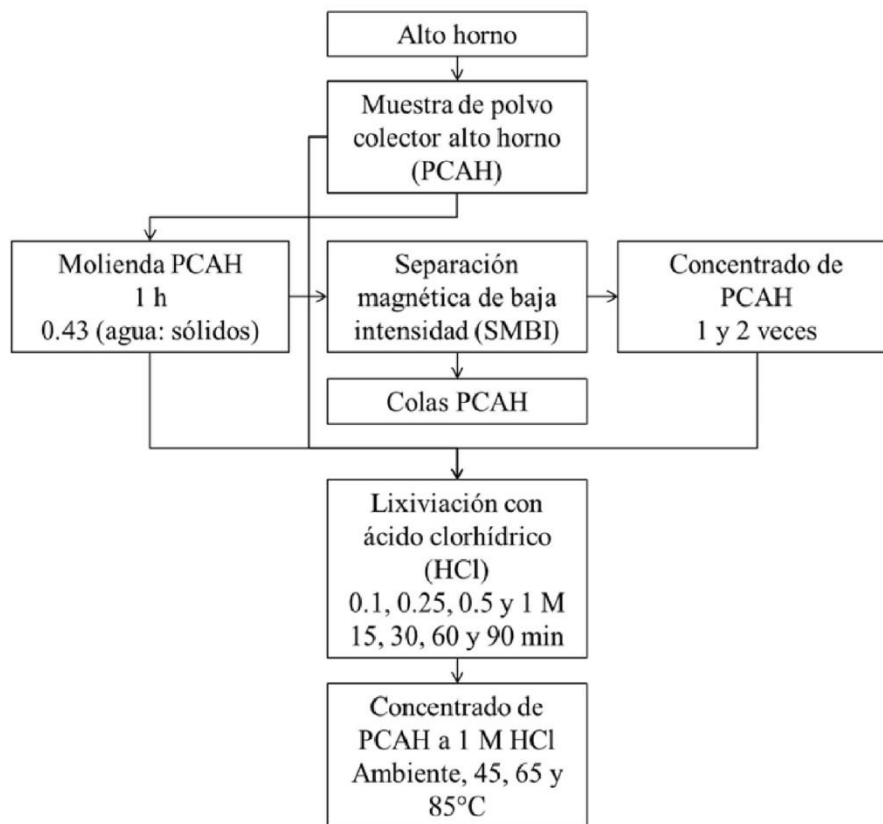 Alto horno
Muestra de polvo
colector alto horno
(PCAH)
Molienda PCAH
1 h
0.43 (agua: sólidos)
Separación
magnética de baja
intensidad (SMBI)
Concentrado de
PCAH
1 y 2 veces
Colas PCAH
Lixiviación con
ácido clorhídrico
(HCl)
0.1, 0.25, 0.5 y 1 M
15, 30, 60 y 90 min
Concentrado de
PCAH a 1 M HCl
Ambiente, 45, 65 y
85°C